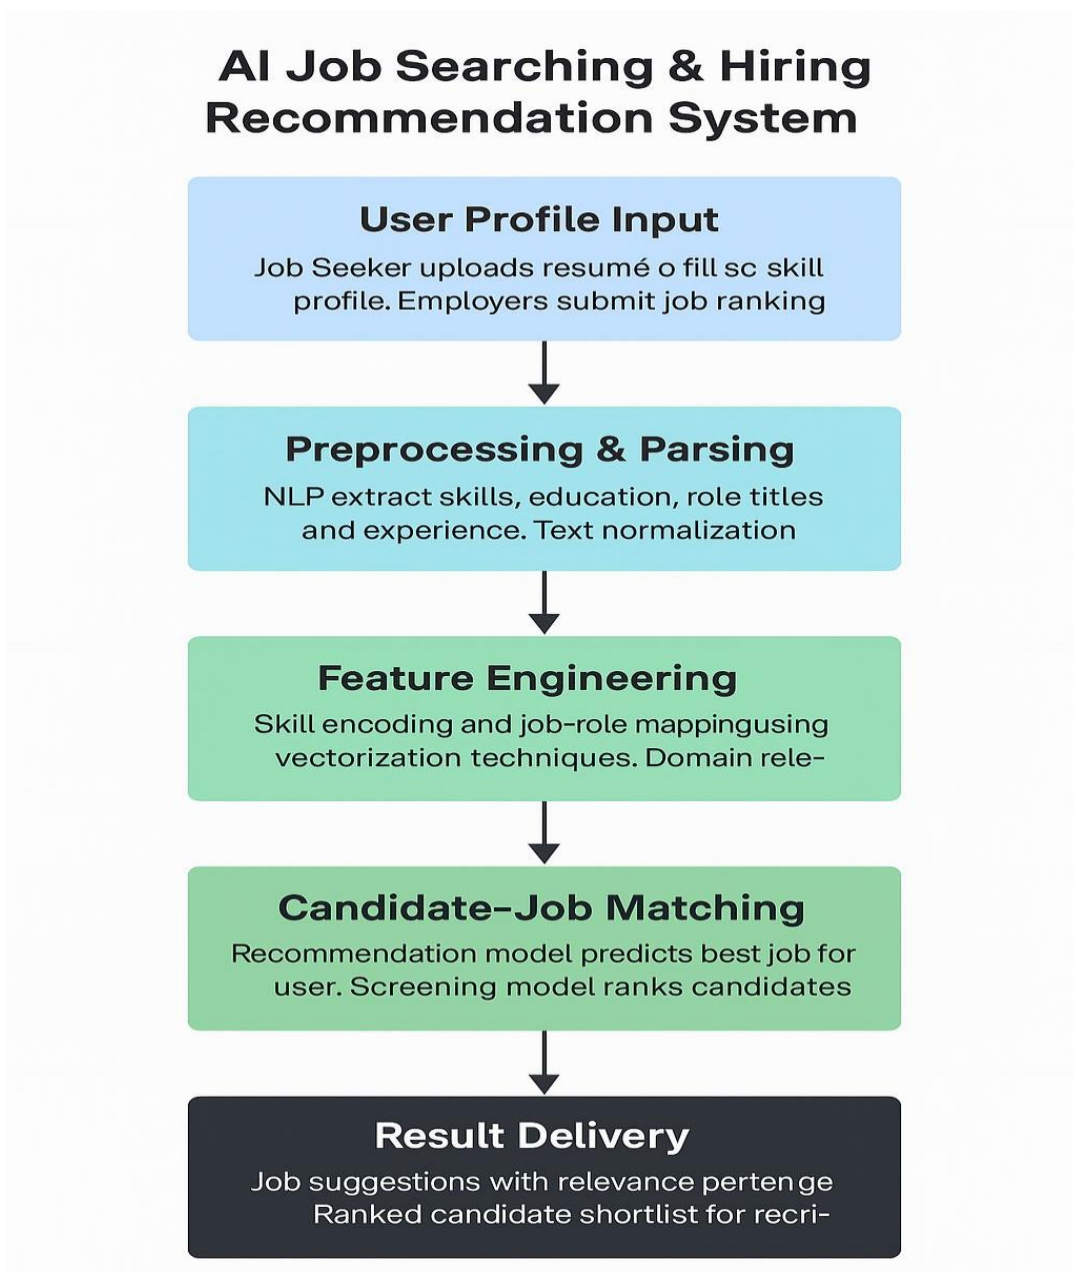 AI Job Searching & Hiring
Recommendation System
User Profile Input
Job Seeker uploads resumé o fill sc skill
profile. Employers submit job ranking
Preprocessing & Parsing
NLP extract skills, education, role titles
and experience. Text normalization
Feature Engineering
Skill encoding and job-role mappingusing
vectorization techniques. Domain rele-
Candidate-Job Matching
Recommendation model predicts best job for
user. Screening model ranks candidates
Result Delivery
Job suggestions with relevance pertenge
Ranked candidate shortlist for recri-